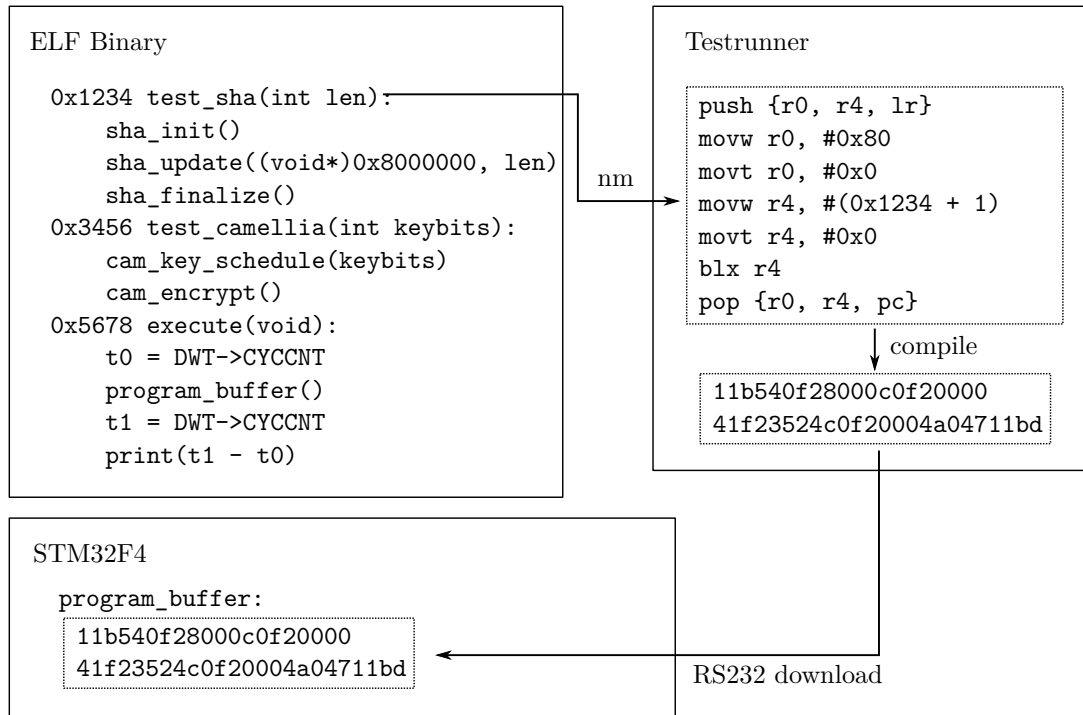 ELF Binary
0x1234 test_sha(int len):
sha_init()
sha_update((void*)0x8000000, len)
sha_finalize()
0x3456 test_camellia(int keybits):
cam_key_schedule(keybits)
cam_encrypt()
0x5678 execute(void):
t0 = DWT->CYCCNT
program_buffer()
t1 = DWT->CYCCNT
print(t1 - t0)
nm
Testrunner
push {r0, r4, lr}
movw r0, #0x80
movt r0, #0x0
movw r4, #(0x1234 + 1)
movt r4, #0x0
blx r4
pop {r0, r4, pc}
compile
11b540f28000c0f20000
41f23524c0f20004a04711bd
STM32F4
program_buffer:
11b540f28000c0f20000
41f23524c0f20004a04711bd
RS232 download